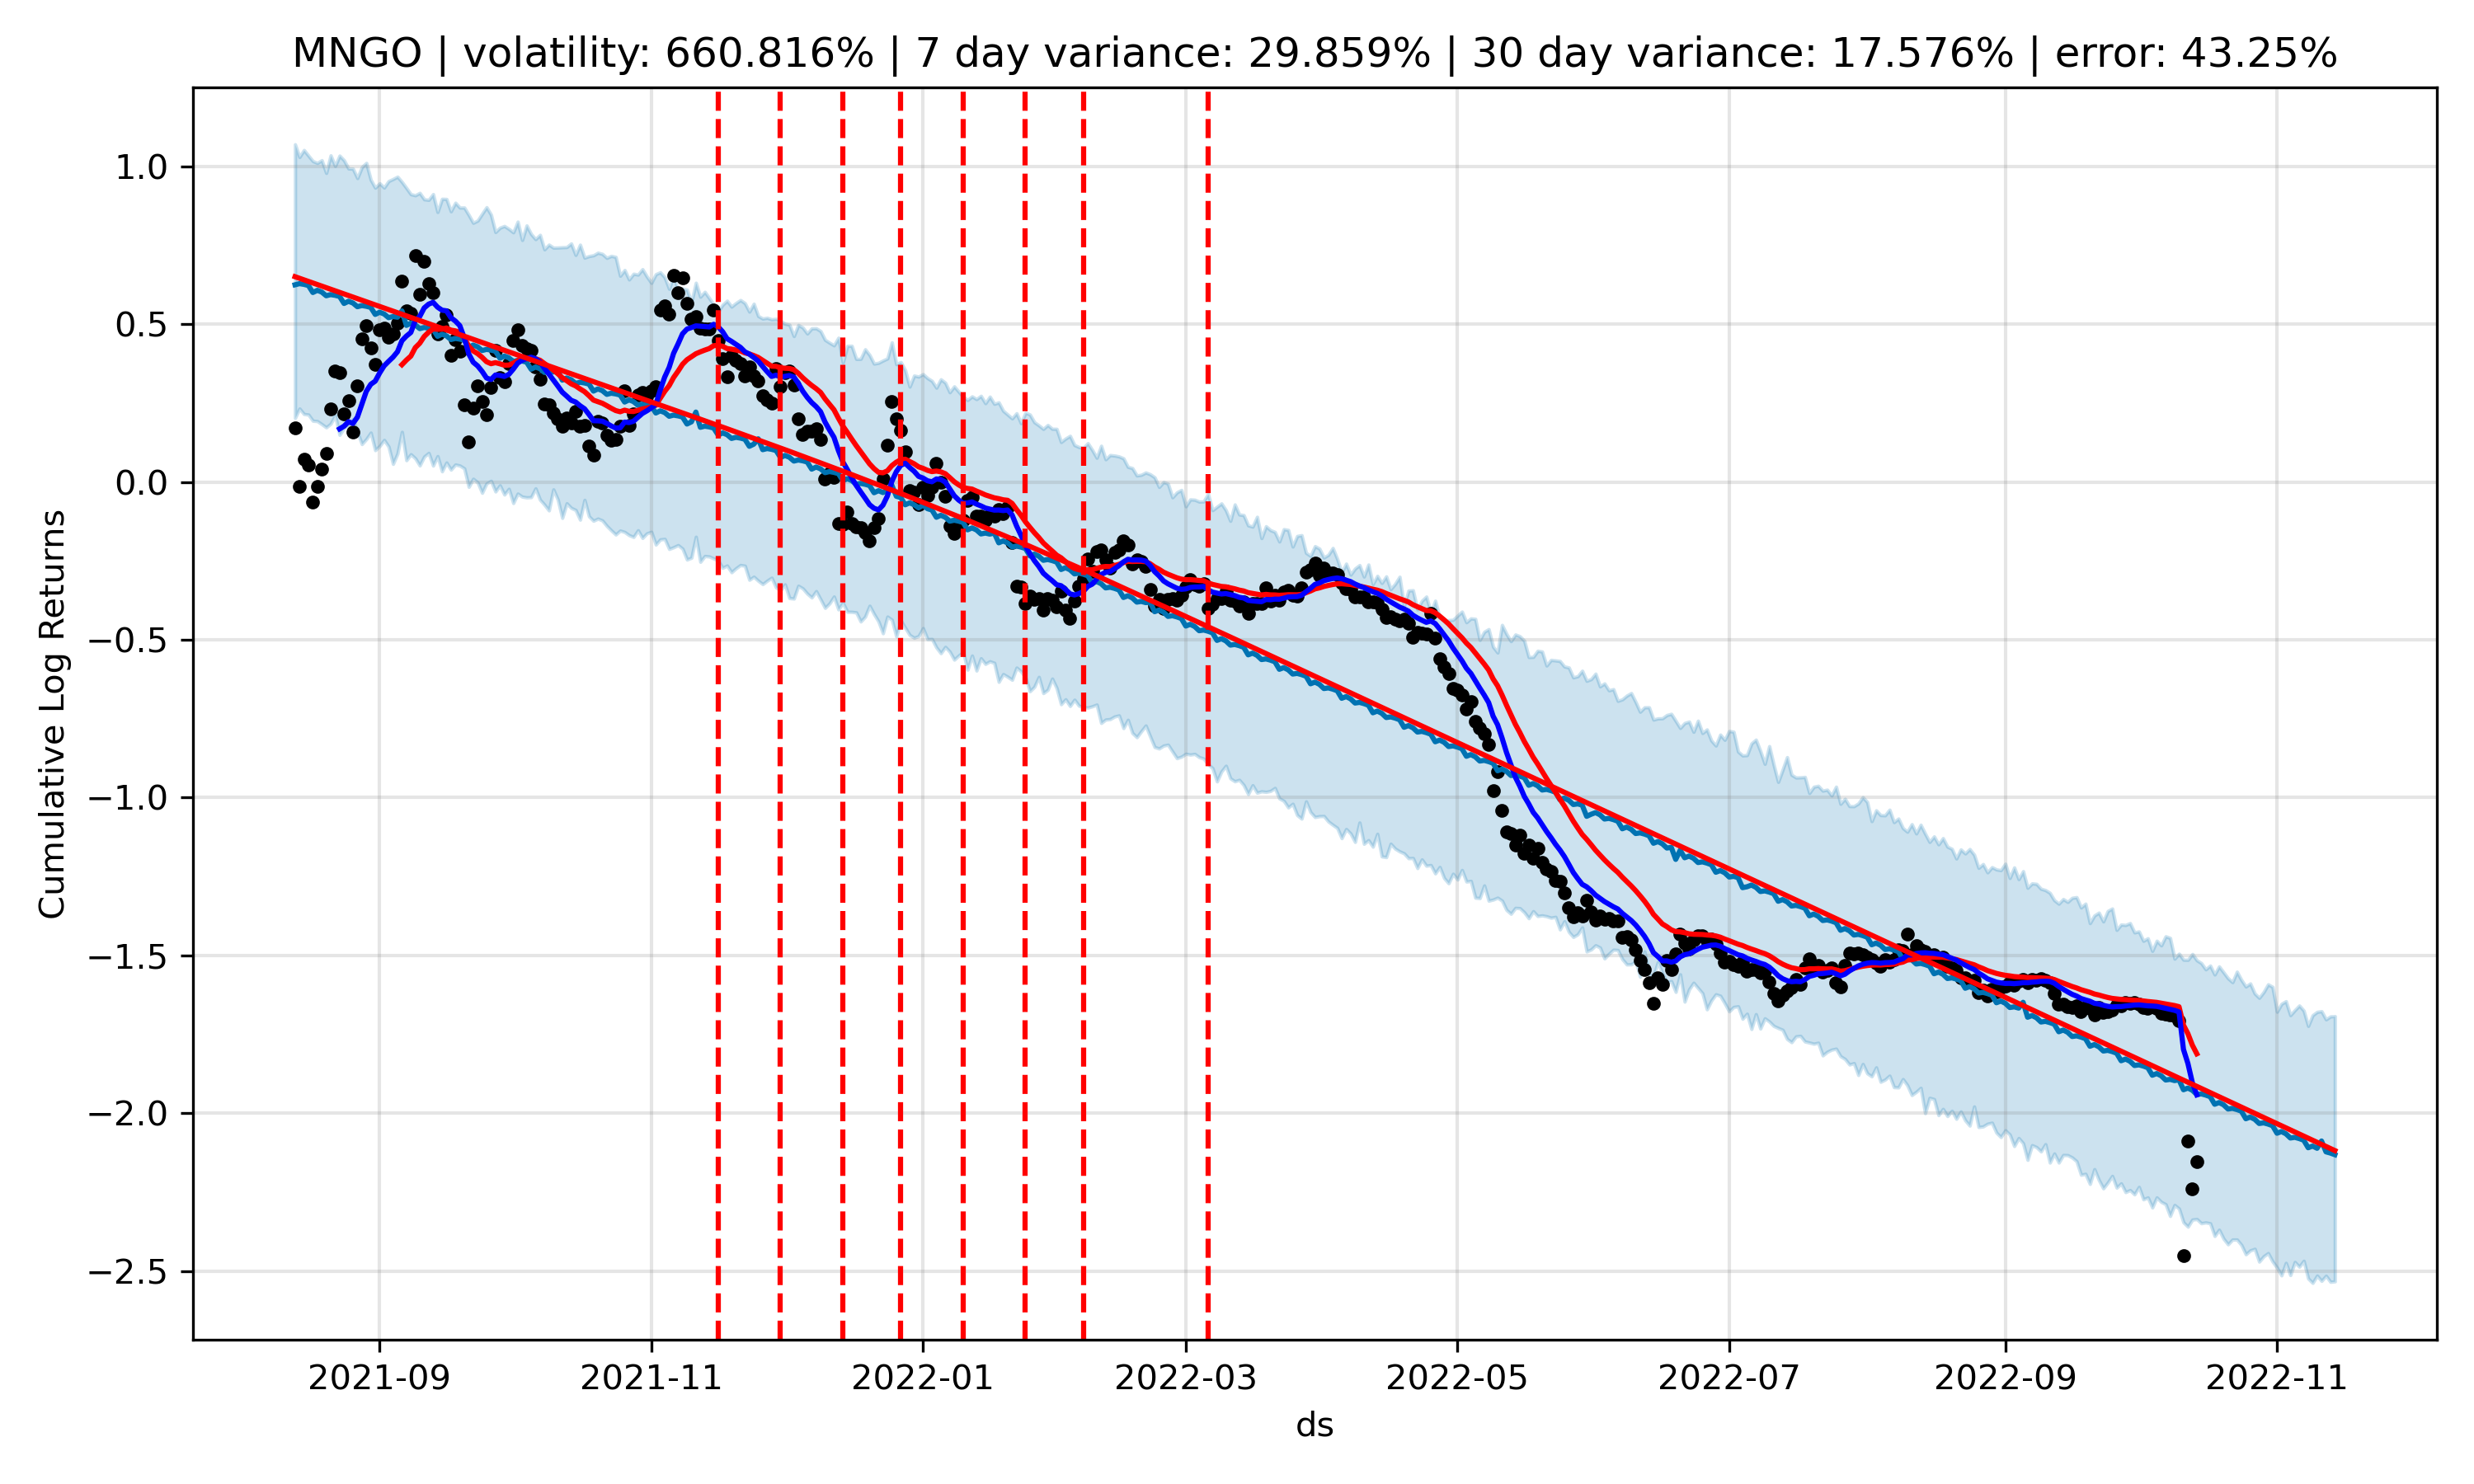 MNGO | volatility: 660.816% | 7 day variance: 29.859% | 30 day variance: 17.576% | error: 43.25%
1.0
0.5
0.0
−0.5
−1.0
−1.5
−2.0
−2.5
Cumulative Log Returns
2021-09 2021-11 2022-01 2022-03 2022-05 2022-07 2022-09 2022-11
ds